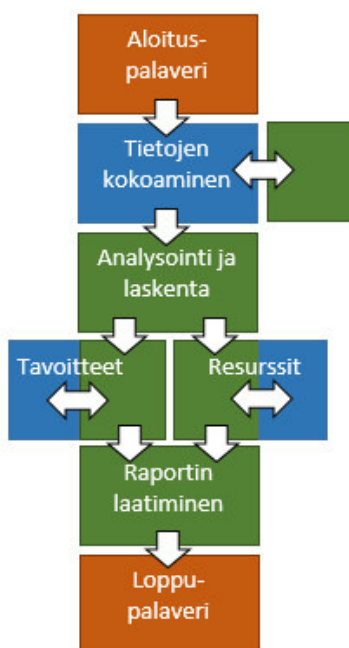 Aloitus-
palaveri
Tietojen
kokoaminen
Analysointi ja
laskenta
Tavoitteet
Resurssit
Raportin
laatiminen
Loppu-
palaveri